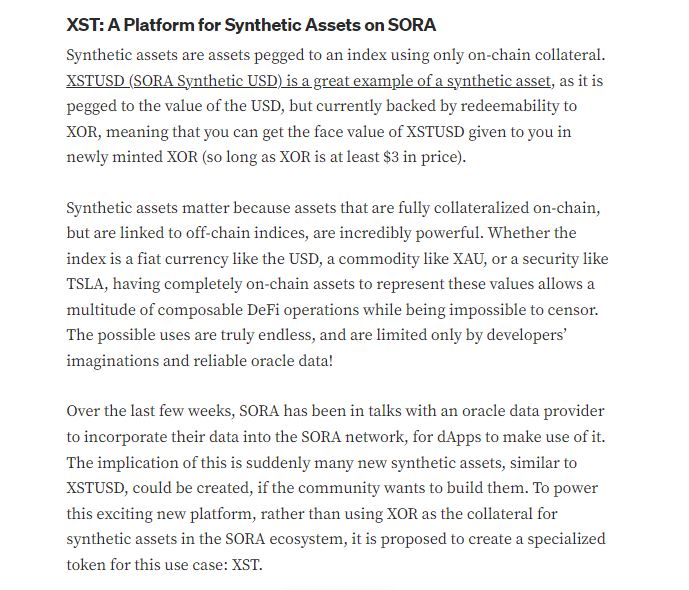 XST: A Platform for Synthetic Assets on SORA
Synthetic assets are assets pegged to an index using only on-chain collateral.
XSTUSD (SORA Synthetic USD) is a great example of a synthetic asset, as it is
pegged to the value of the USD, but currently backed by redeemability to
XOR, meaning that you can get the face value of XSTUSD given to you in
newly minted XOR (so long as XOR is at least $3 in price).
Synthetic assets matter because assets that are fully collateralized on-chain,
but are linked to off-chain indices, are incredibly powerful. Whether the
index is a fiat currency like the USD, a commodity like XAU, or a security like
TSLA, having completely on-chain assets to represent these values allows a
multitude of composable DeFi operations while being impossible to censor.
The possible uses are truly endless, and are limited only by developers’
imaginations and reliable oracle data!
Over the last few weeks, SORA has been in talks with an oracle data provider
to incorporate their data into the SORA network, for dApps to make use of it.
The implication of this is suddenly many new synthetic assets, similar to
XSTUSD, could be created, if the community wants to build them. To power
this exciting new platform, rather than using XOR as the collateral for
synthetic assets in the SORA ecosystem, it is proposed to create a specialized
token for this use case: XST.